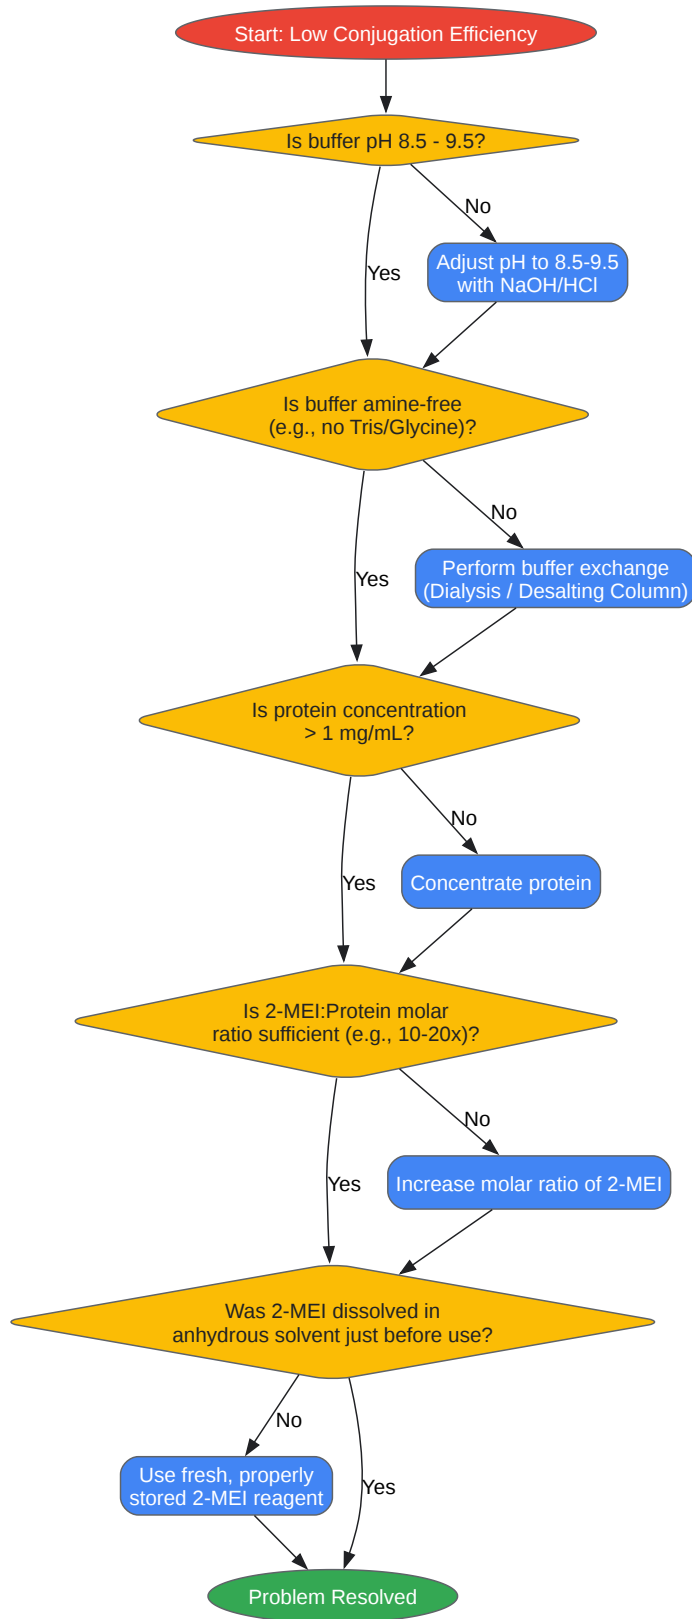 Start: Low Conjugation Efficiency
Is buffer pH 8.5 - 9.5?
No
Yes
Adjust pH to 8.5-9.5
with NaOH/HCl
Is buffer amine-free
(e.g., no Tris/Glycine)?
No
Yes
Perform buffer exchange
(Dialysis / Desalting Column)
Is protein concentration
> 1 mg/mL?
No
Yes
Concentrate protein
Is 2-MEI:Protein molar
ratio sufficient (e.g., 10-20x)?
No
Yes
Increase molar ratio of 2-MEI
Was 2-MEI dissolved in
anhydrous solvent just before use?
No
Yes
Use fresh, properly
stored 2-MEI reagent
Problem Resolved